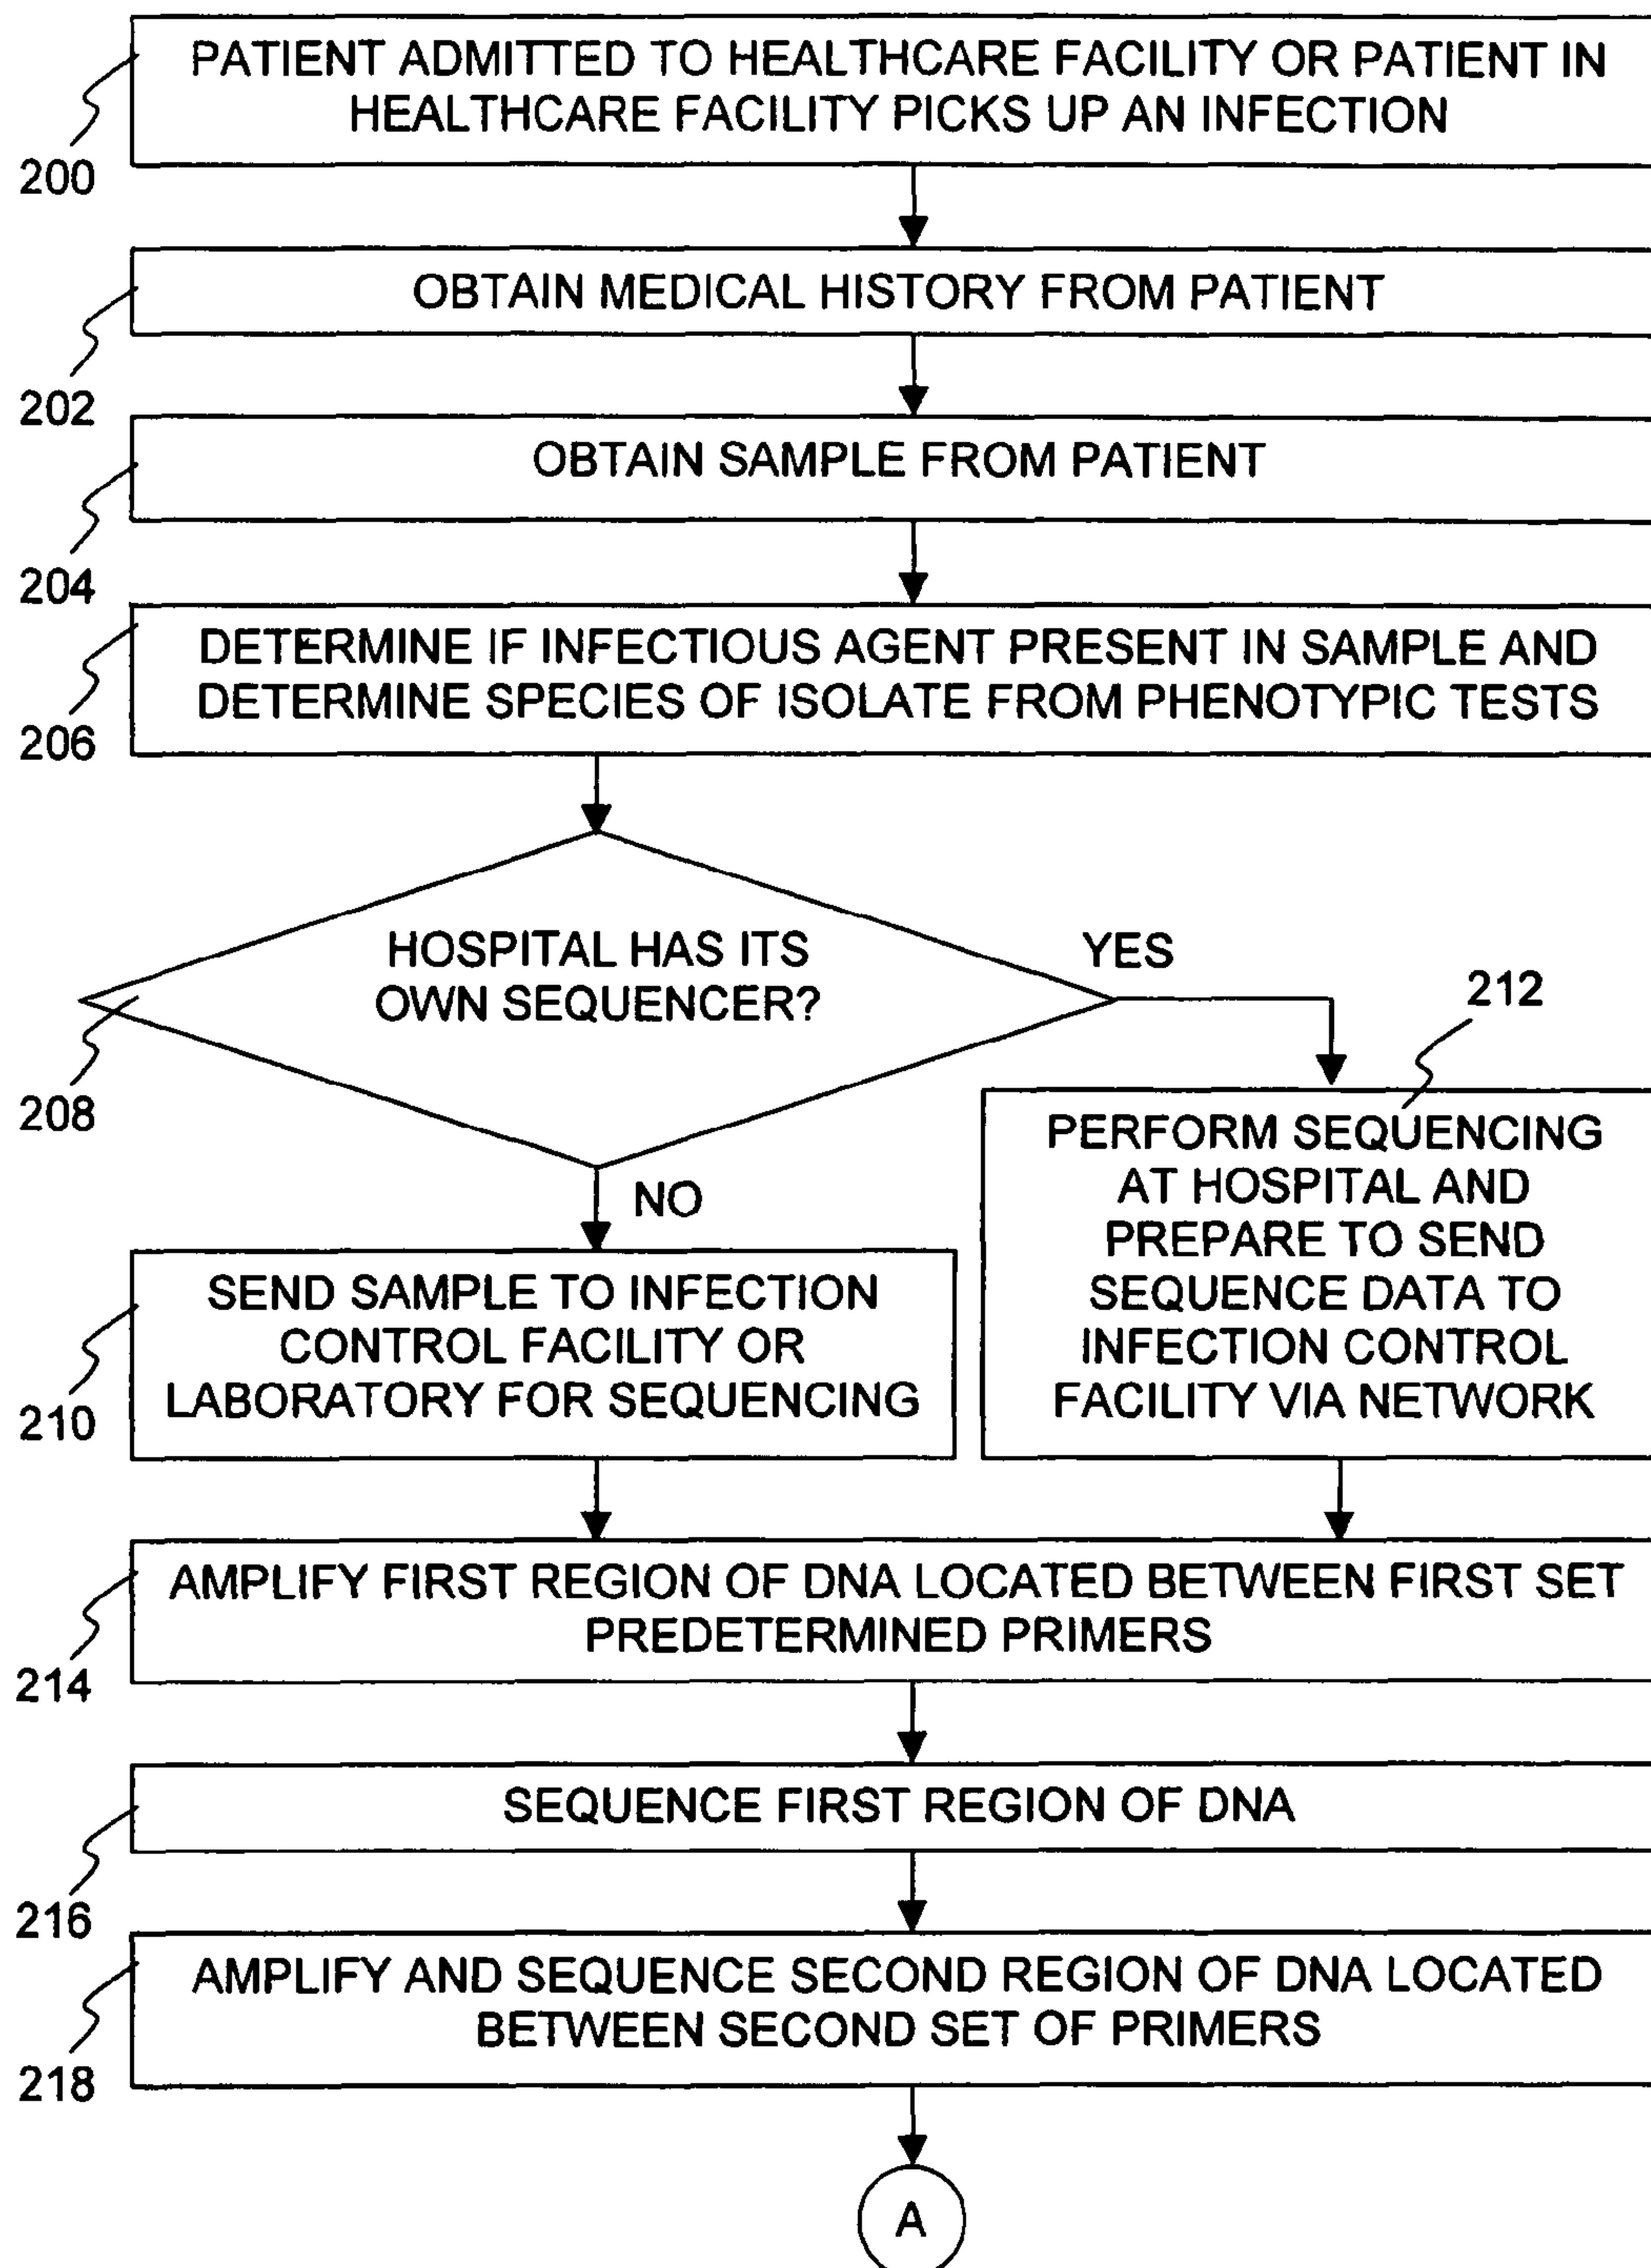 PATIENT ADMITTED TO HEALTHCARE FACILITY OR PATIENT IN
HEALTHCARE FACILITY PICKS UP AN INFECTION
200
OBTAIN MEDICAL HISTORY FROM PATIENT
202
OBTAIN SAMPLE FROM PATIENT
204
DETERMINE IF INFECTIOUS AGENT PRESENT IN SAMPLE AND
DETERMINE SPECIES OF ISOLATE FROM PHENOTYPIC TESTS
206
HOSPITAL HAS ITS
OWN SEQUENCER?
208
YES
212
PERFORM SEQUENCING
AT HOSPITAL AND
PREPARE TO SEND
SEQUENCE DATA TO
INFECTION CONTROL
FACILITY VIA NETWORK
NO
SEND SAMPLE TO INFECTION
CONTROL FACILITY OR
LABORATORY FOR SEQUENCING
210
AMPLIFY FIRST REGION OF DNA LOCATED BETWEEN FIRST SET
PREDETERMINED PRIMERS
214
SEQUENCE FIRST REGION OF DNA
216
AMPLIFY AND SEQUENCE SECOND REGION OF DNA LOCATED
BETWEEN SECOND SET OF PRIMERS
218
A